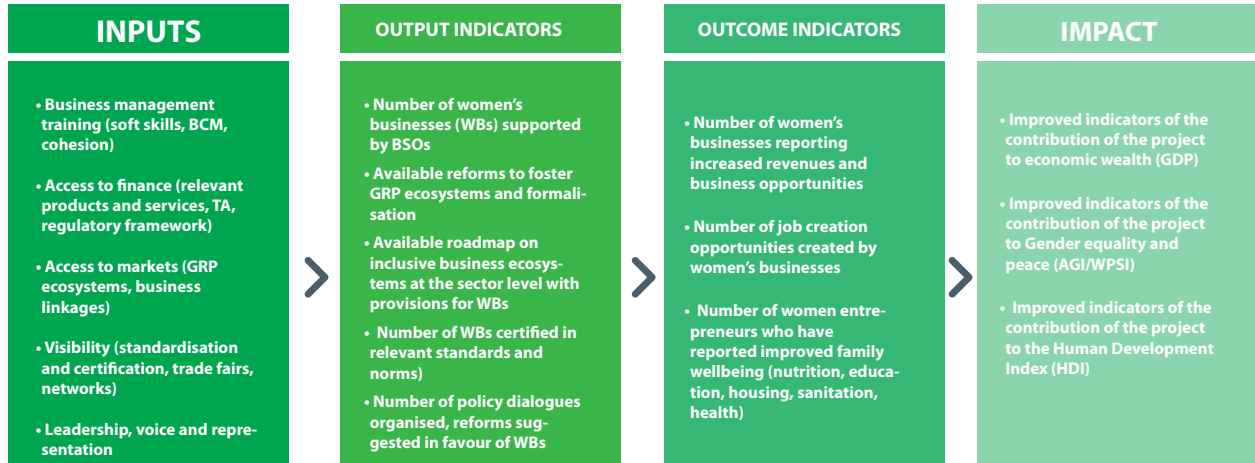 INPUTS
• Business management
training (soft skills, BCM,
cohesion)
• Access to finance (relevant
products and services, TA,
regulatory framework)
• Access to markets (GRP
ecosystems, business
linkages)
• Visibility (standardisation
and certification, trade fairs,
networks)
• Leadership, voice and repre-
sentation
OUTPUT INDICATORS
• Number of women's
businesses (WBs) supported
by BSOs
• Available reforms to foster
GRP ecosystems and formali-
sation
• Available roadmap on
inclusive business ecosys-
tems at the sector level with
provisions for WBs
• Number of WBs certified in
relevant standards and
norms)
• Number of policy dialogues
organised, reforms sug-
gested in favour of WBs
OUTCOME INDICATORS
• Number of women's
businesses reporting
increased revenues and
business opportunities
• Number of job creation
opportunities created by
women's businesses
• Number of women entre-
preneurs who have
reported improved family
wellbeing (nutrition, educa-
tion, housing, sanitation,
health)
IMPACT
• Improved indicators of the
contribution of the project
to economic wealth (GDP)
• Improved indicators of the
contribution of the project
to Gender equality and
peace (AGI/WPSI)
• Improved indicators of the
contribution of the project
to the Human Development
Index (HDI)